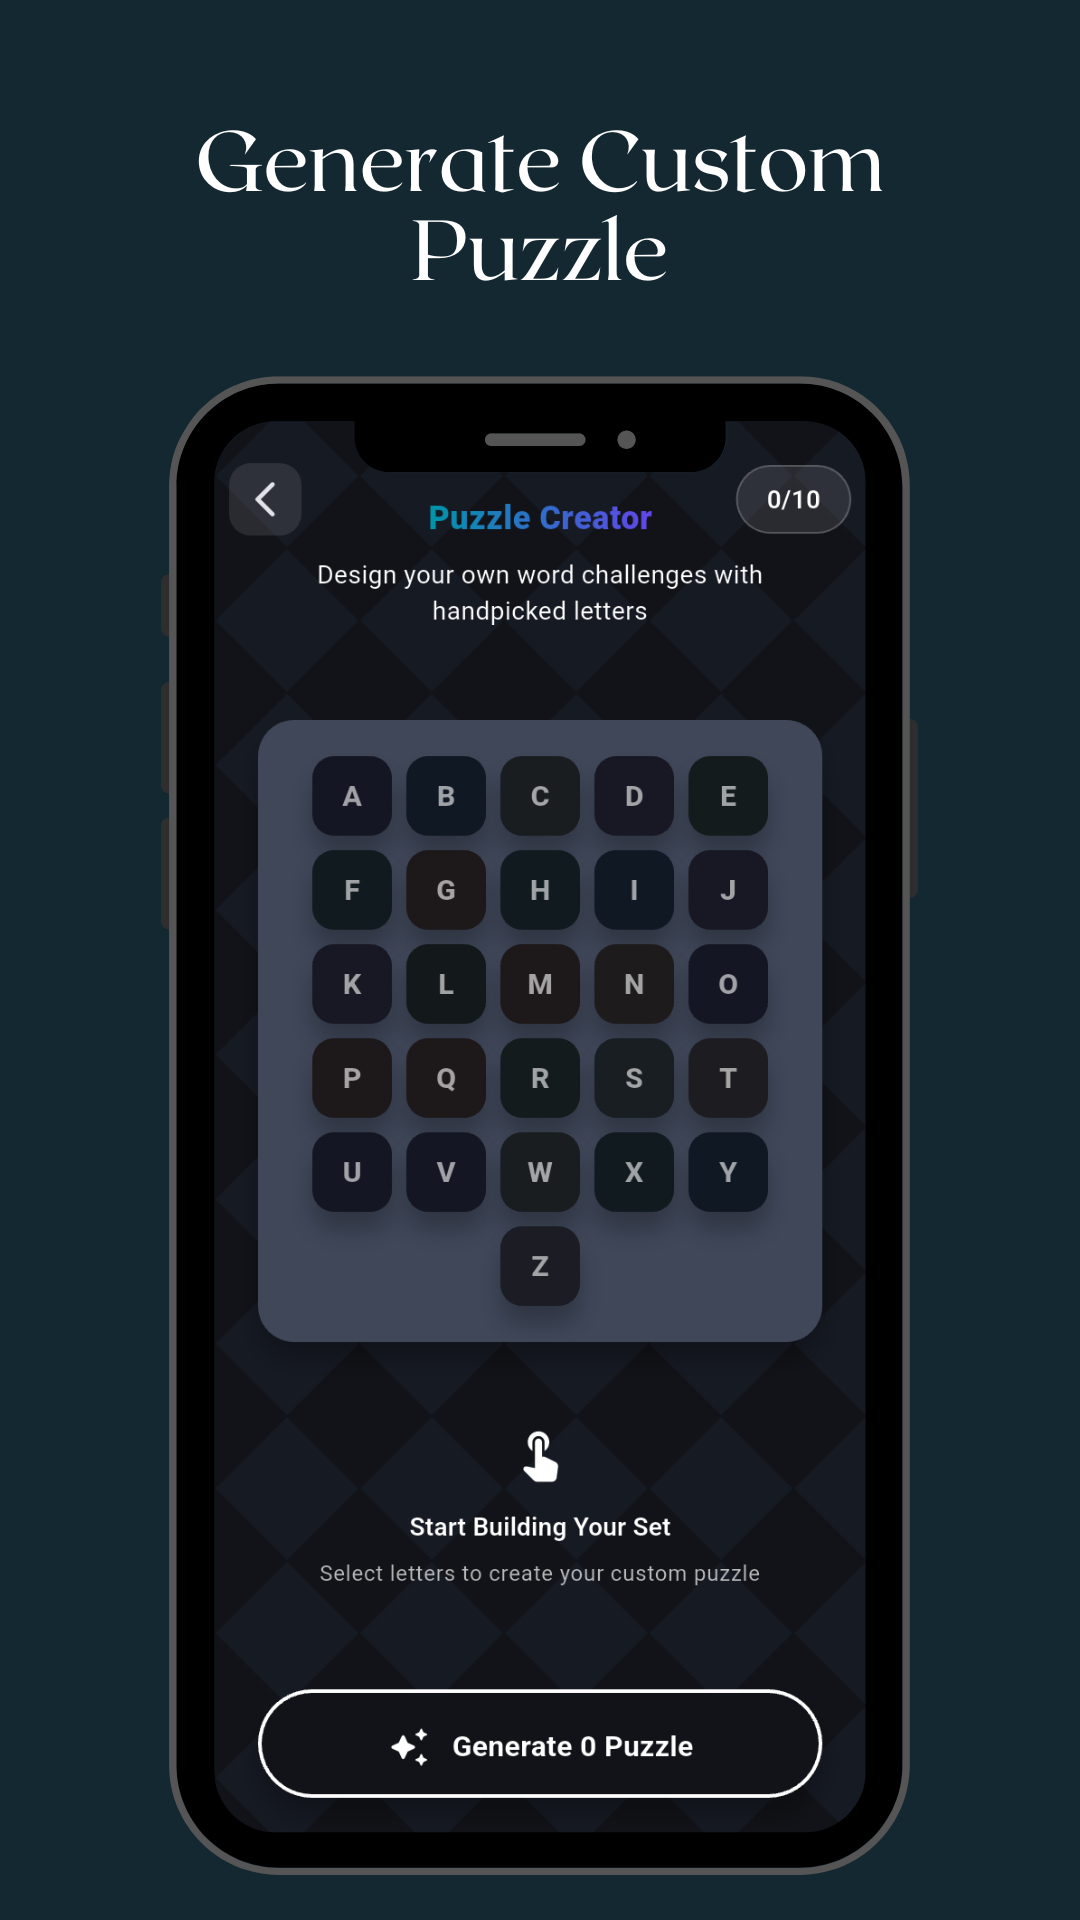 Generate Custom
Puzzle
0/10
Puzzle Creator
Design your own word challenges with
handpicked letters
A B C D E
F G H I J
K L M N O
P Q R S T
U V W X Y
Z
Start Building Your Set
Select letters to create your custom puzzle
Generate 0 Puzzle